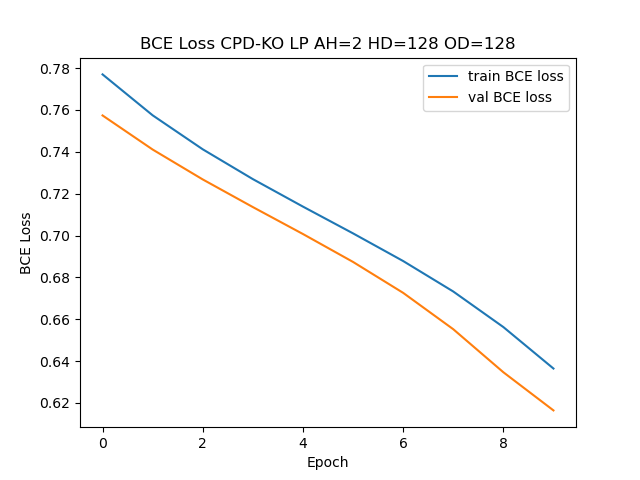 BCE Loss CPD-KO LP AH=2 HD=128 OD=128
train BCE loss
val BCE loss
0.78
0.76
0.74
0.72
0.70
0.68
0.66
0.64
0.62
BCE Loss
0 2 4 6 8
Epoch